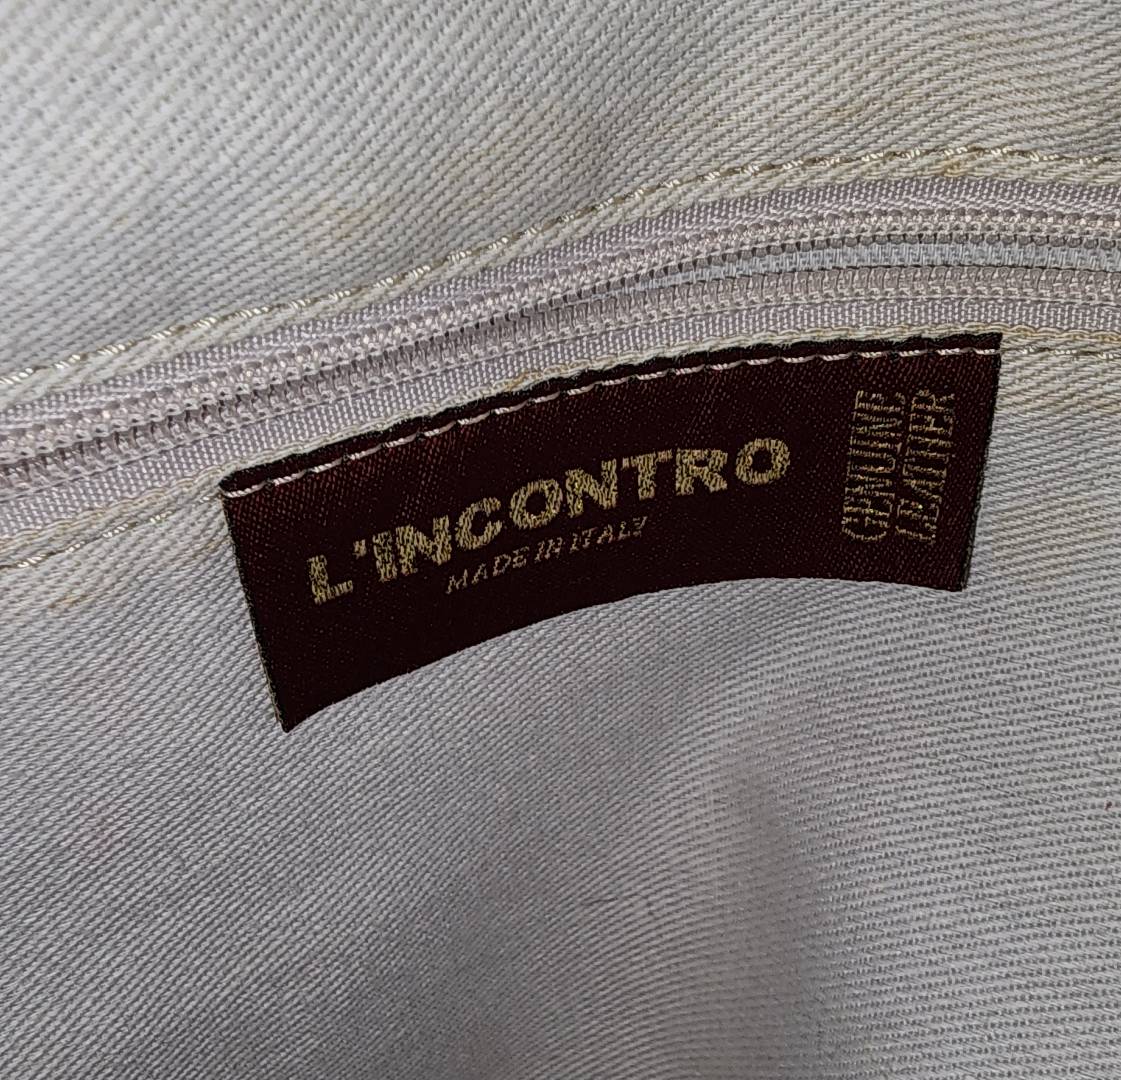 L'INCONTRO
MADE IN ITALY
GENUINE
LEATHER